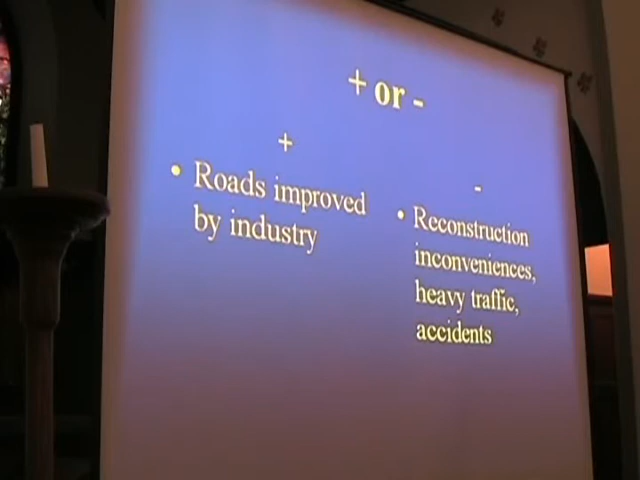 + or -
+
• Roads improved
by industry
-
• Reconstruction
inconveniences,
heavy traffic,
accidents